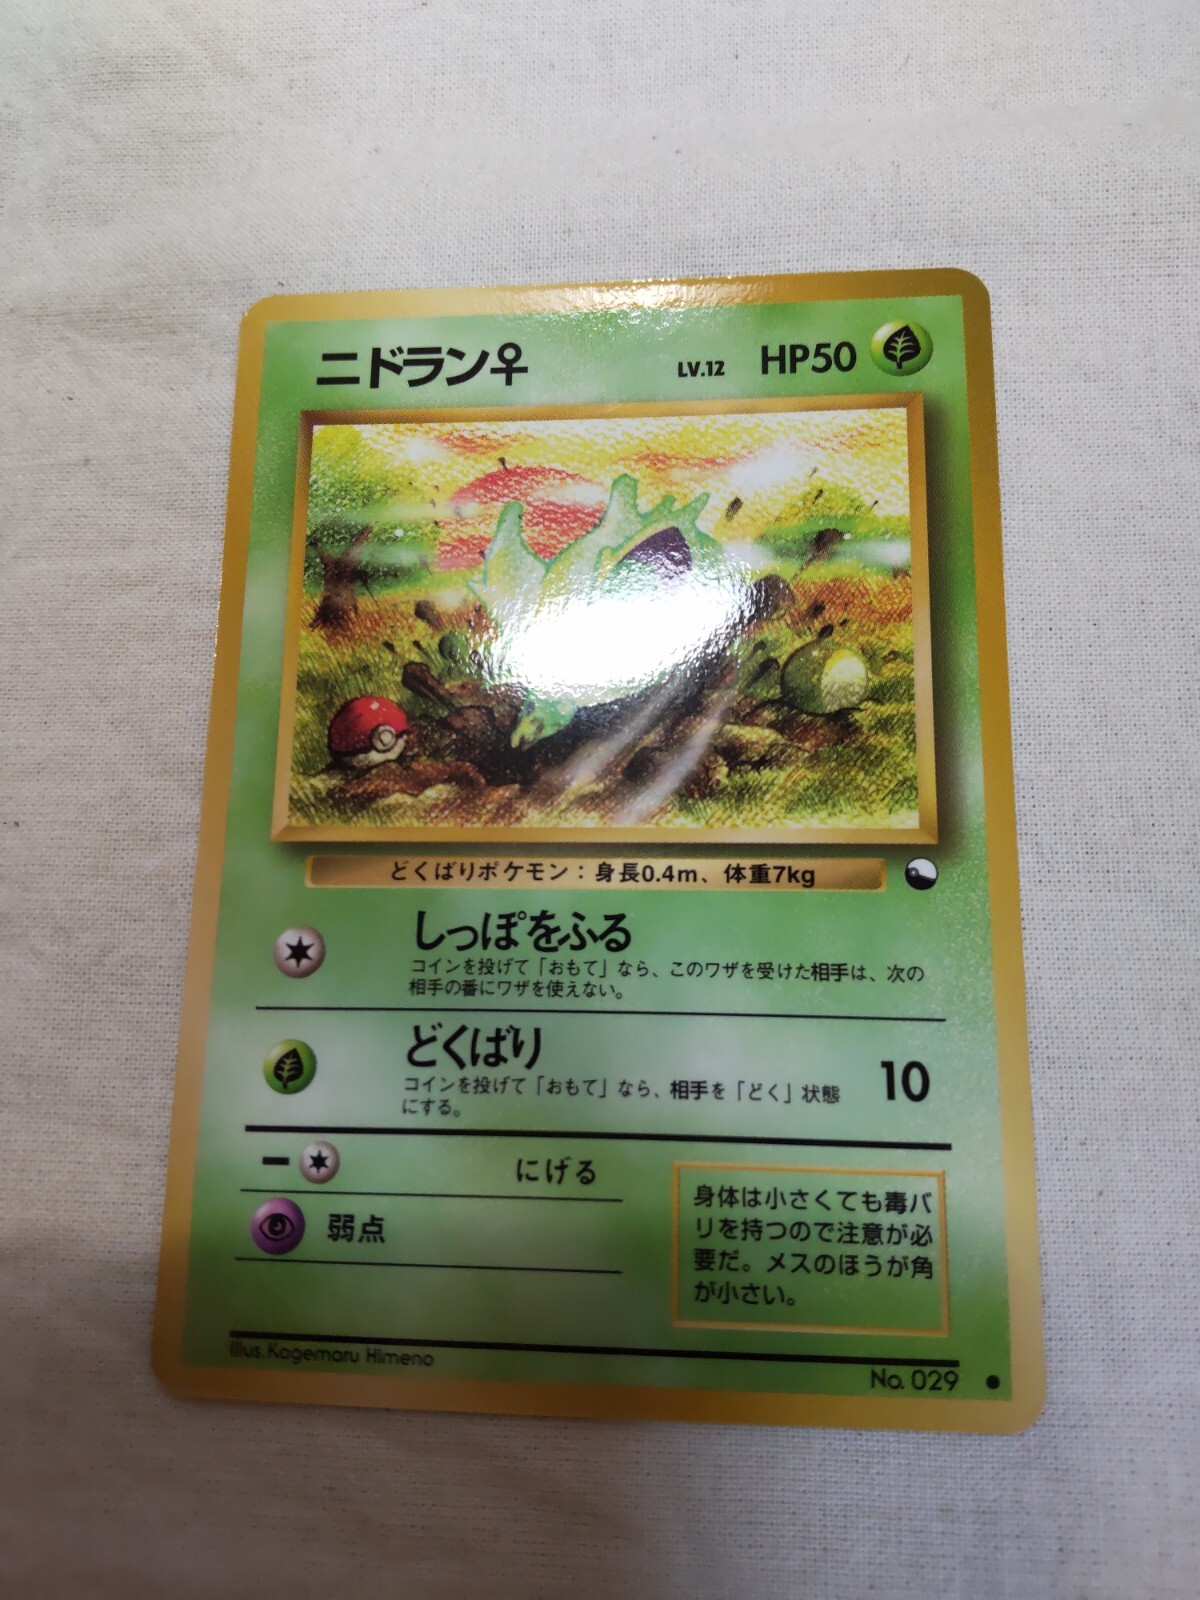 ニドラン♀ LV.12 HP50
どくばりポケモン：身長0.4m、体重7kg
しっぽをふる
コインを投げて「おもて」なら、このワザを受けた相手は、次の
相手の番にワザを使えない。
どくばり 10
コインを投げて「おもて」なら、相手を「どく」状態
にする。
にげる
弱点
身体は小さくても毒バ
リを持つので注意が必
要だ。メスのほうが角
が小さい。
Illus. Kagemaru Himeno
No. 029